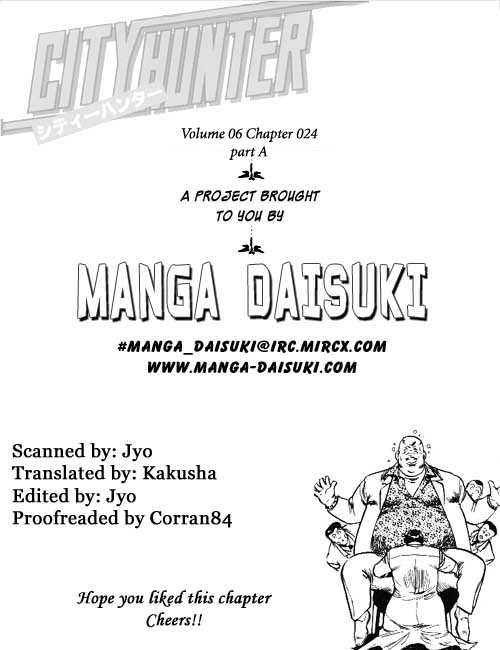 CITY HUNTER
シティーハンター
Volume 06 Chapter 024
part A
A PROJECT BROUGHT
TO YOU BY
MANGA DAISUKI
#MANGA_DAISUKI@IRC.MIRCX.COM
WWW.MANGA-DAISUKI.COM
Scanned by: Jyo
Translated by: Kakusha
Edited by: Jyo
Proofreaded by Corran84
Hope you liked this chapter
Cheers!!